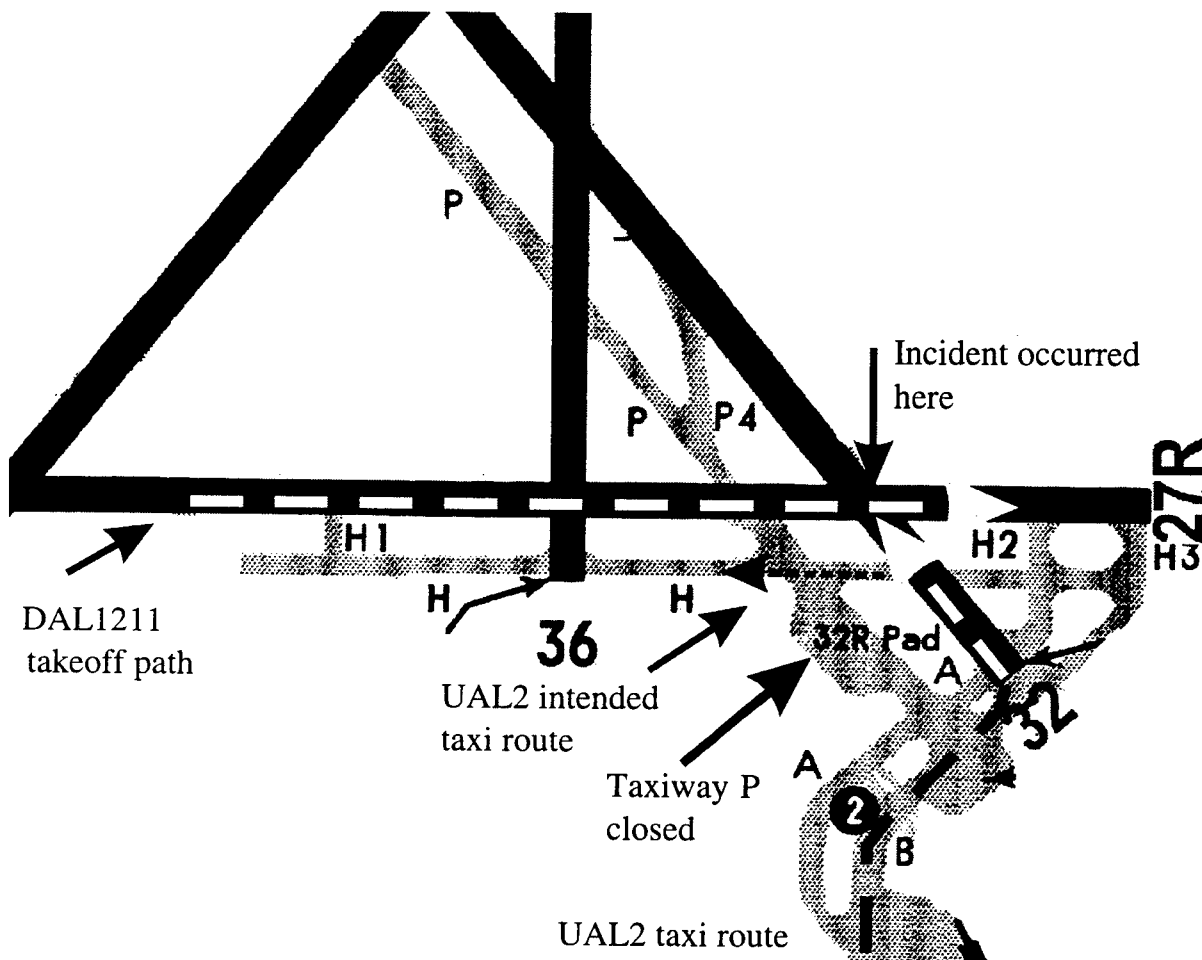 P
Incident occurred
here
P
P4
27R
H1
H2
H3
H
H
DAL1211
takeoff path
36
32R Pad
A
UAL2 intended
taxi route
32
Taxiway P
closed
A
2
B
UAL2 taxi route